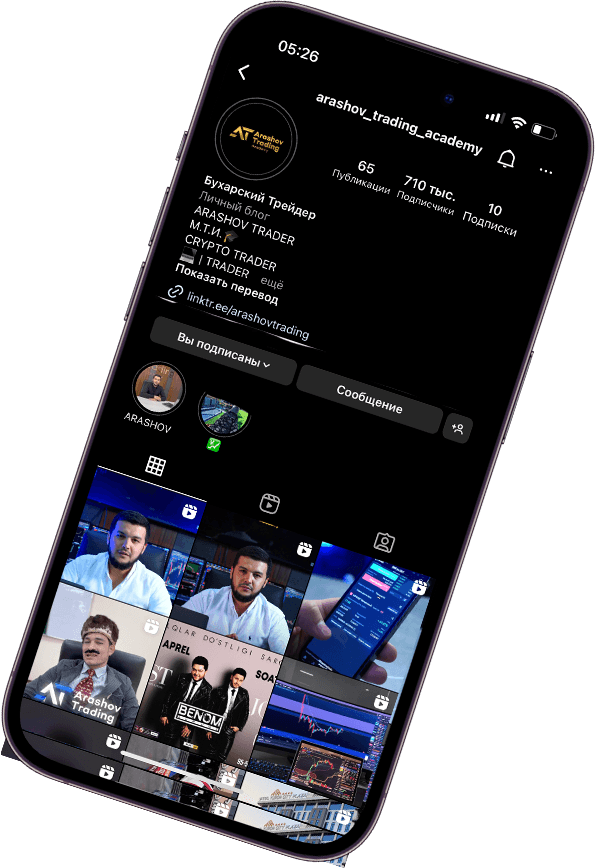 05:26
arashov_trading_academy
AT Arashov
Trading
ACADEMY
65
Публикации
710 тыс.
Подписчики
10
Подписки
Бухарский Трейдер
Личный блог
ARASHOV TRADER
М.Т.И.🎓
CRYPTO TRADER
| TRADER ещё
Показать перевод
linktr.ee/arashovtrading
Вы подписаны
Сообщение
ARASHOV
💹
AT Arashov
Trading
QLAR DO'STLIGI SAR
APREL
SOAT
BENOM